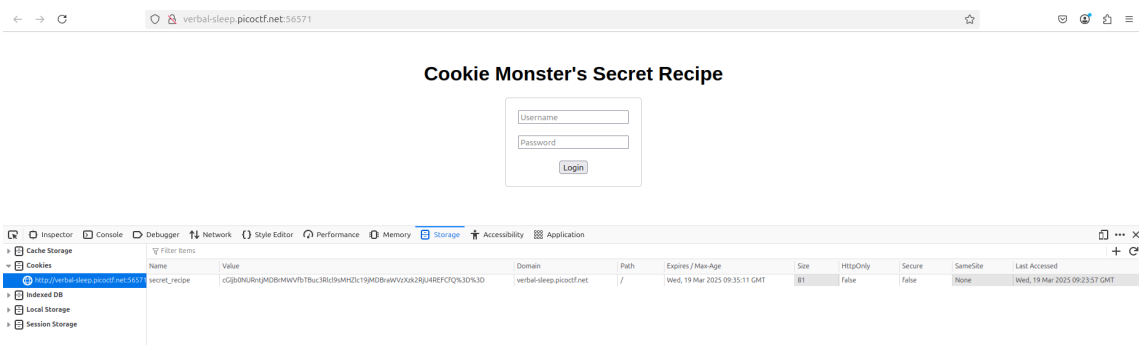 verbal-sleep.picoctf.net:56571
Cookie Monster's Secret Recipe
Username
Password
Login
Inspector Console Debugger Network {} Style Editor Performance Memory Storage Accessibility Application
Cache Storage
Filter Items
Cookies
Name Value Domain Path Expires / Max-Age Size HttpOnly Secure SameSite Last Accessed
http://verbal-sleep.picoctf.net:56571
secret_recipe verbal-sleep.picoctf.net / Wed, 19 Mar 2025 09:35:11 GMT 81 false false None Wed, 19 Mar 2025 09:23:57 GMT
Indexed DB
Local Storage
Session Storage